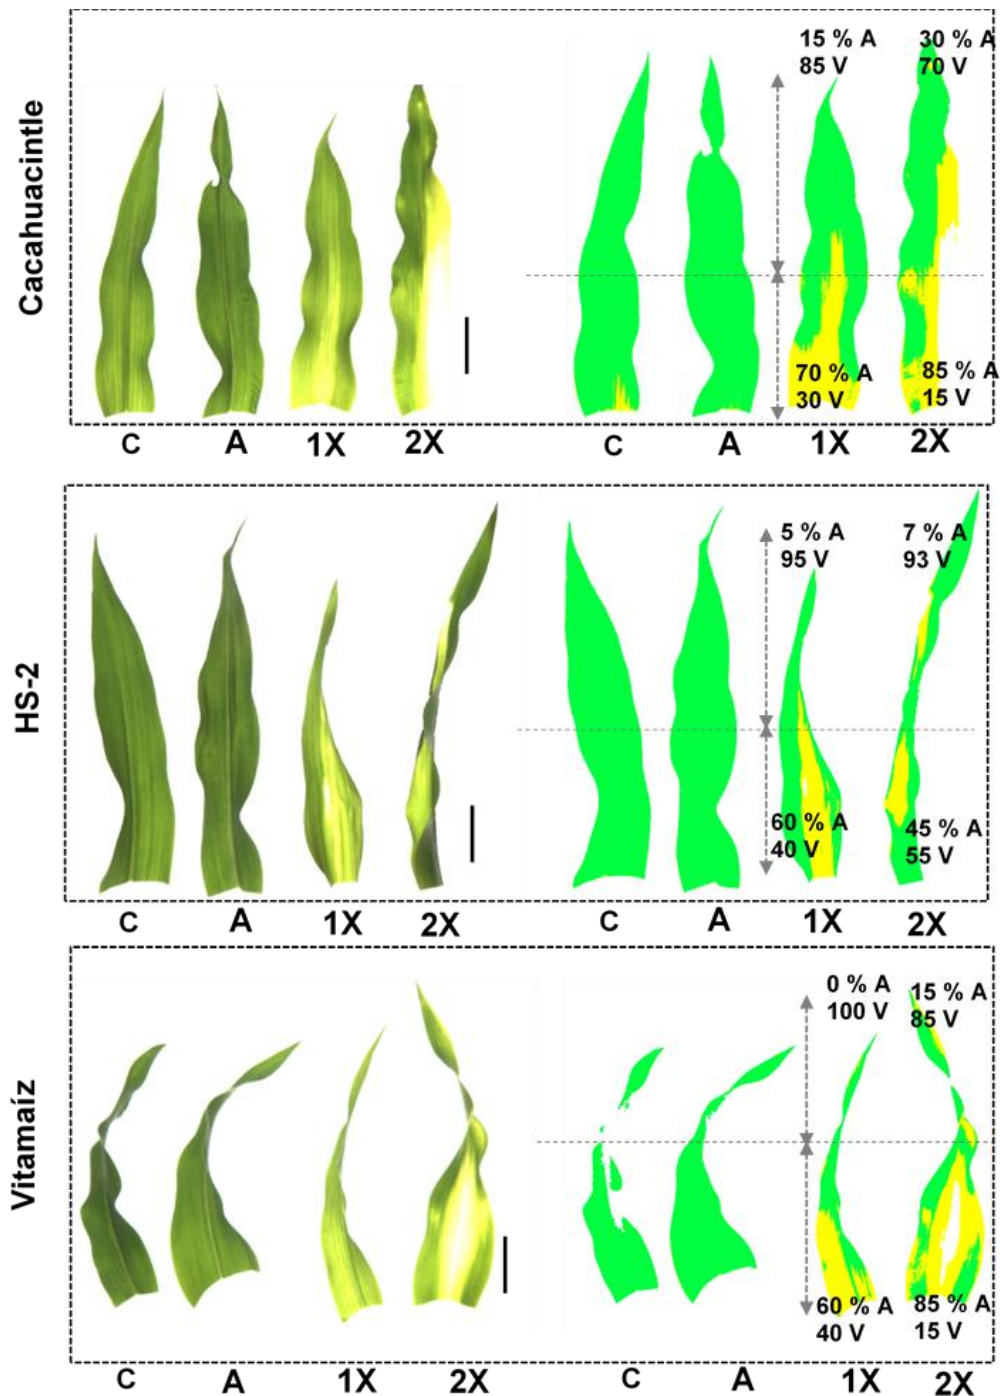 Cacahuacintle
15 % A
85 V
30 % A
70 V
70 % A
30 V
85 % A
15 V
C A 1X 2X C A 1X 2X
HS-2
5 % A
95 V
7 % A
93 V
60 % A
40 V
45 % A
55 V
C A 1X 2X C A 1X 2X
Vitamaíz
0 % A
100 V
15 % A
85 V
60 % A
40 V
85 % A
15 V
C A 1X 2X C A 1X 2X